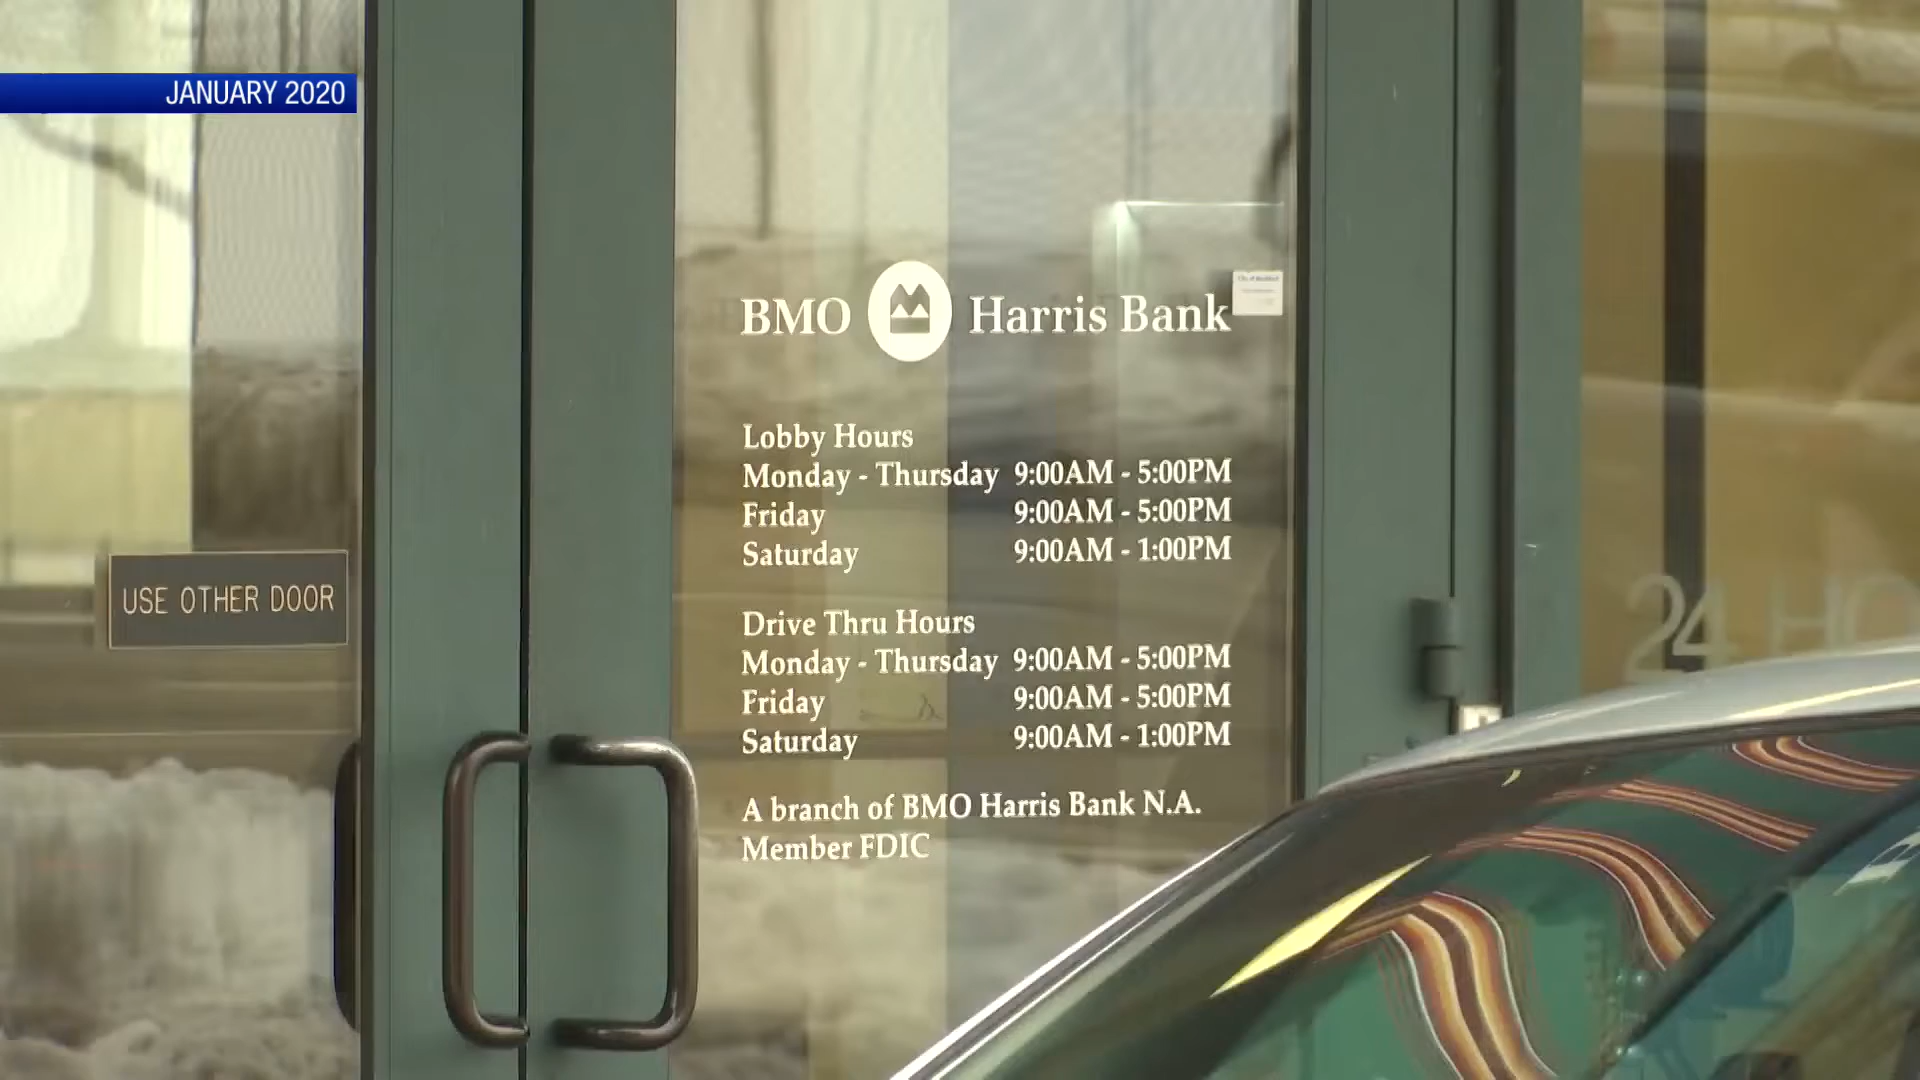 JANUARY 2020
BMO Harris Bank
Lobby Hours
Monday - Thursday 9:00AM - 5:00PM
Friday 9:00AM - 5:00PM
Saturday 9:00AM - 1:00PM
USE OTHER DOOR
24 HO
Drive Thru Hours
Monday - Thursday 9:00AM - 5:00PM
Friday 9:00AM - 5:00PM
Saturday 9:00AM - 1:00PM
A branch of BMO Harris Bank N.A.
Member FDIC